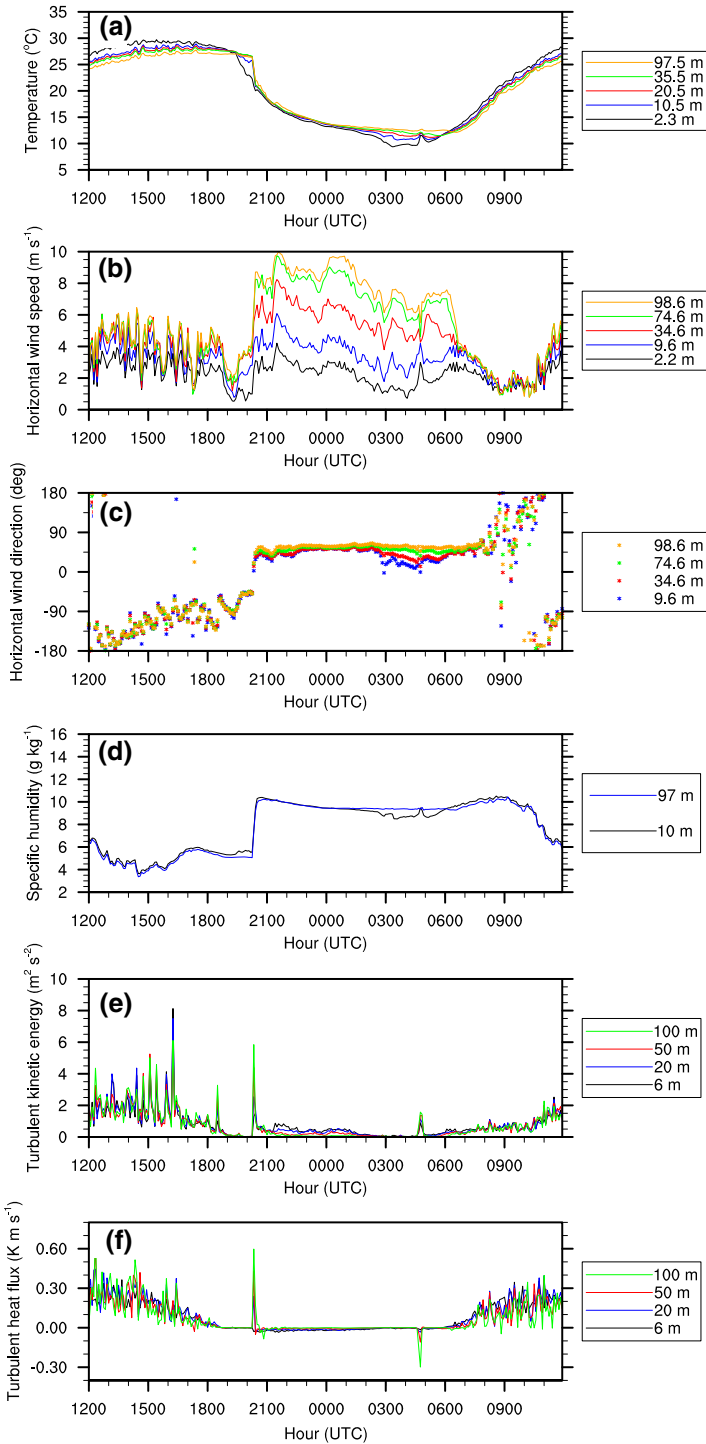 (a)
Temperature (°C)
35
30
25
20
15
10
5
1200 1500 1800 2100 0000 0300 0600 0900
Hour (UTC)
97.5 m
35.5 m
20.5 m
10.5 m
2.3 m
(b)
Horizontal wind speed (m s-1)
10
8
6
4
2
0
1200 1500 1800 2100 0000 0300 0600 0900
Hour (UTC)
98.6 m
74.6 m
34.6 m
9.6 m
2.2 m
(c)
Horizontal wind direction (deg)
180
90
0
-90
-180
1200 1500 1800 2100 0000 0300 0600 0900
Hour (UTC)
98.6 m
74.6 m
34.6 m
9.6 m
(d)
Specific humidity (g kg-1)
16
14
12
10
8
6
4
2
1200 1500 1800 2100 0000 0300 0600 0900
Hour (UTC)
97 m
10 m
(e)
Turbulent kinetic energy (m2 s-2)
10
8
6
4
2
0
1200 1500 1800 2100 0000 0300 0600 0900
Hour (UTC)
100 m
50 m
20 m
6 m
(f)
Turbulent heat flux (K m s-1)
0.60
0.30
0.00
-0.30
1200 1500 1800 2100 0000 0300 0600 0900
Hour (UTC)
100 m
50 m
20 m
6 m